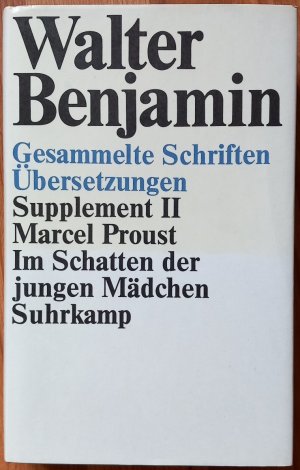 Walter
Benjamin
Gesammelte Schriften
Übersetzungen
Supplement II
Marcel Proust
Im Schatten der
jungen Mädchen
Suhrkamp